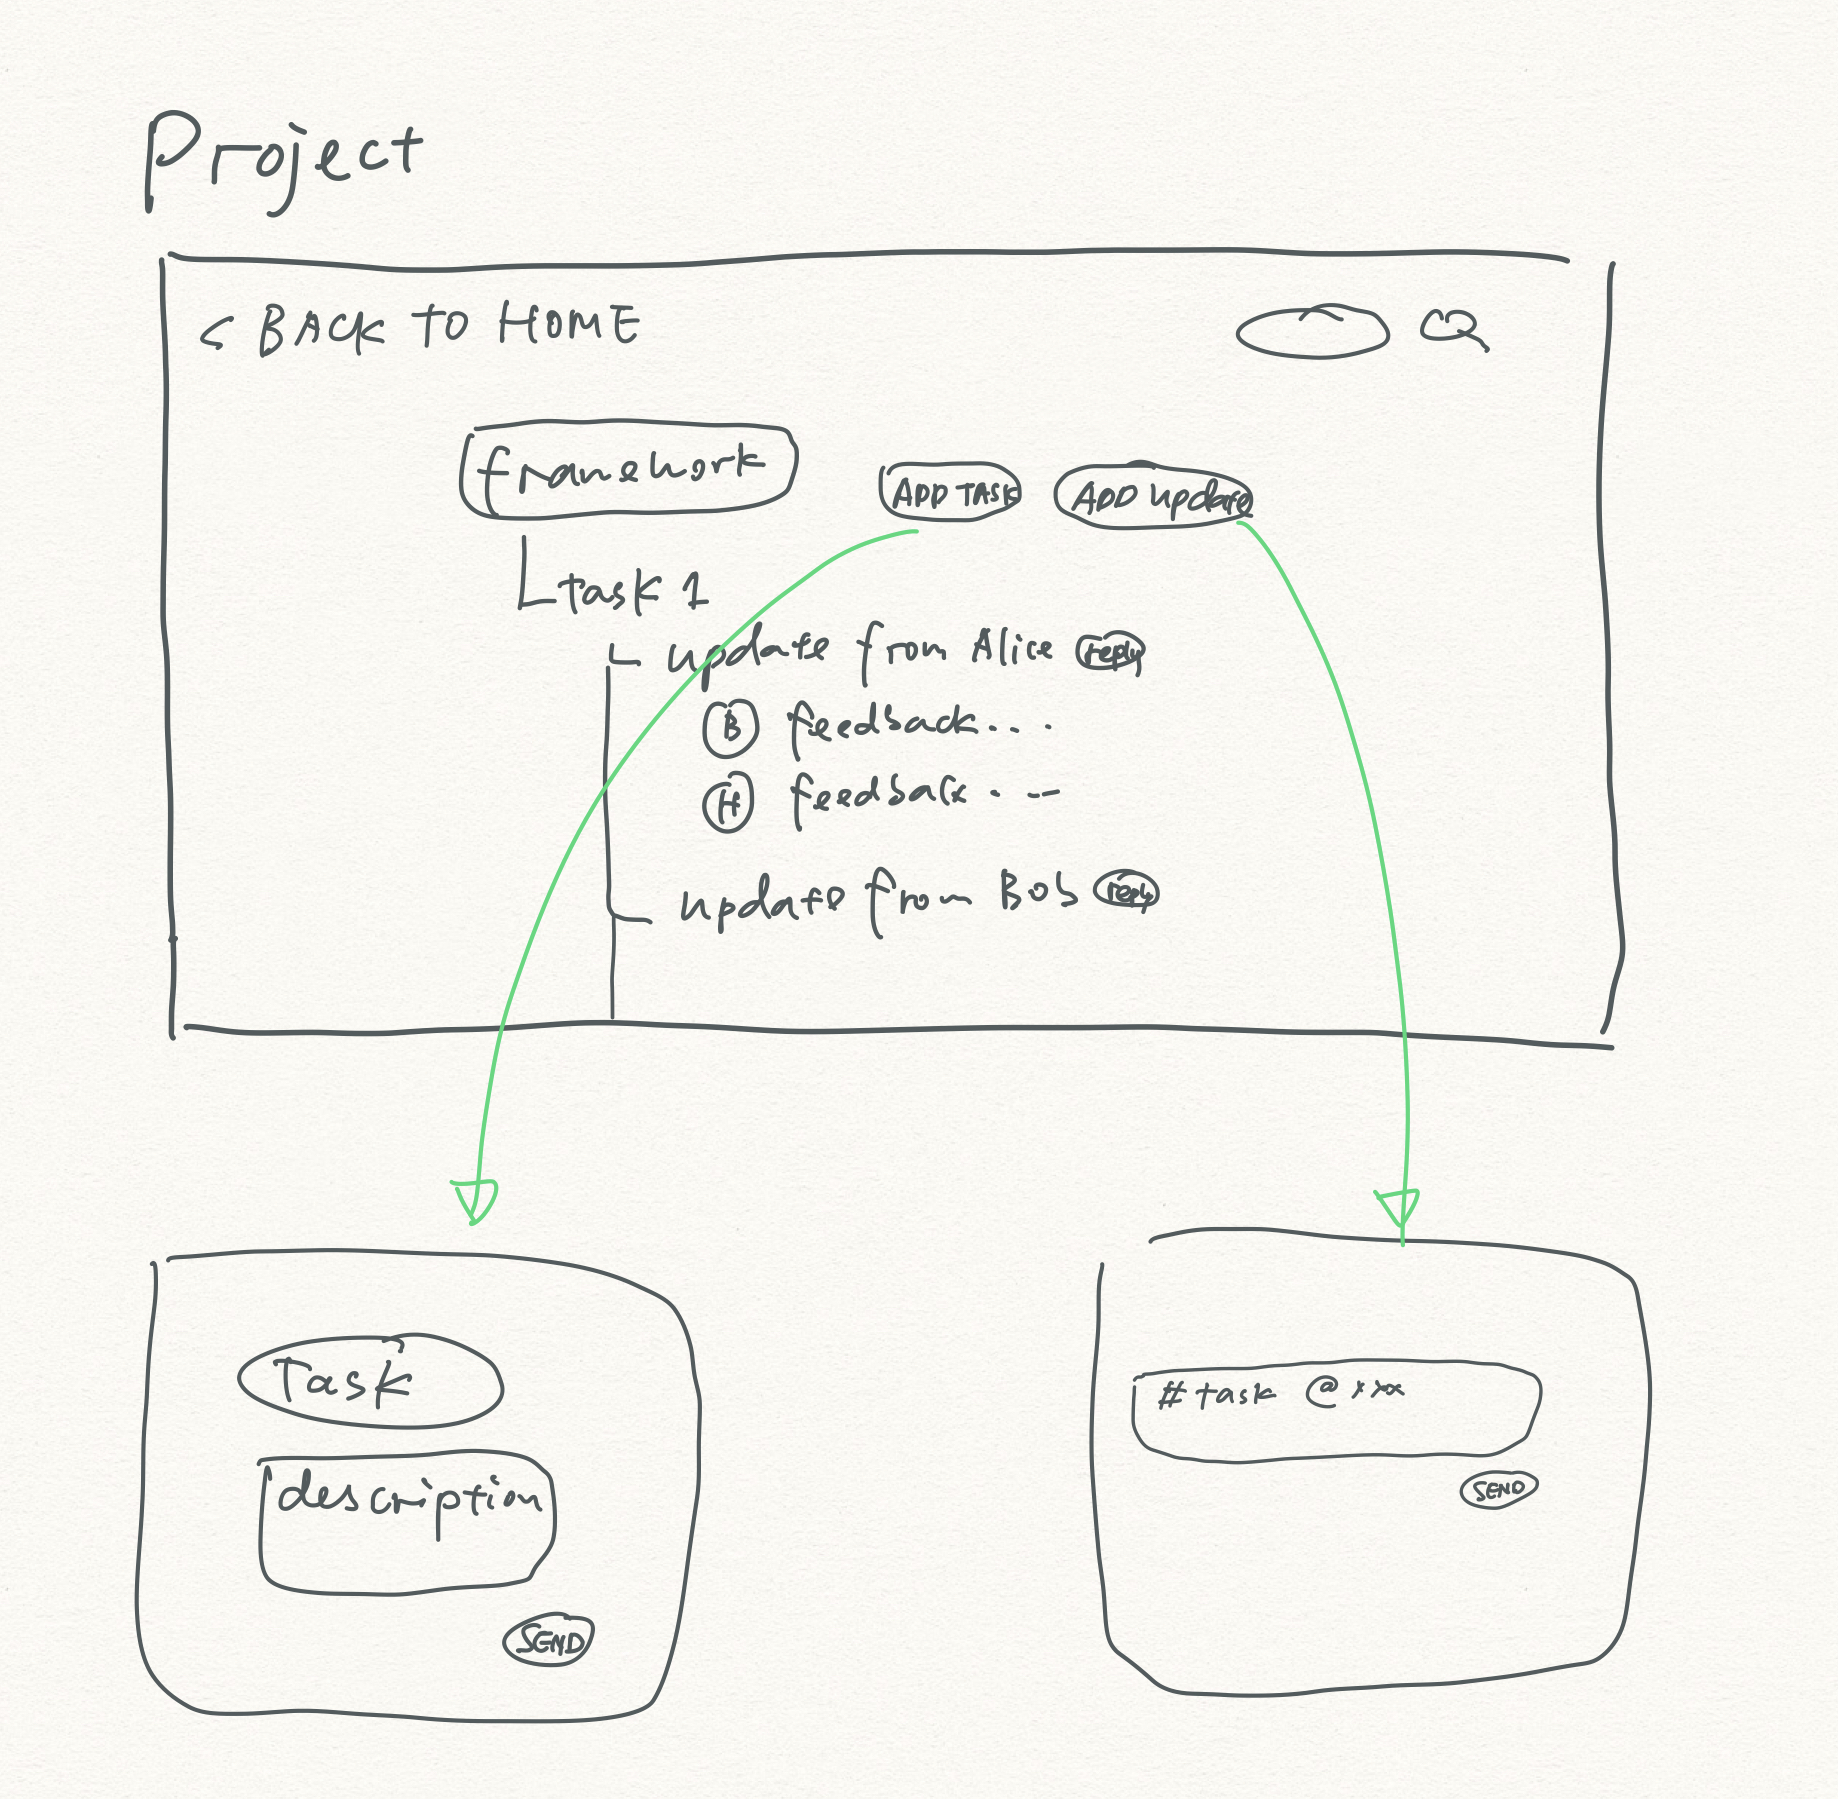 Project
< BACK TO HOME
framework ADD TASK ADD update
task 1
update from Alice reply
B feedback...
H feedback...
update from Bob reply
Task
description
SEND
#task @xxx
SEND